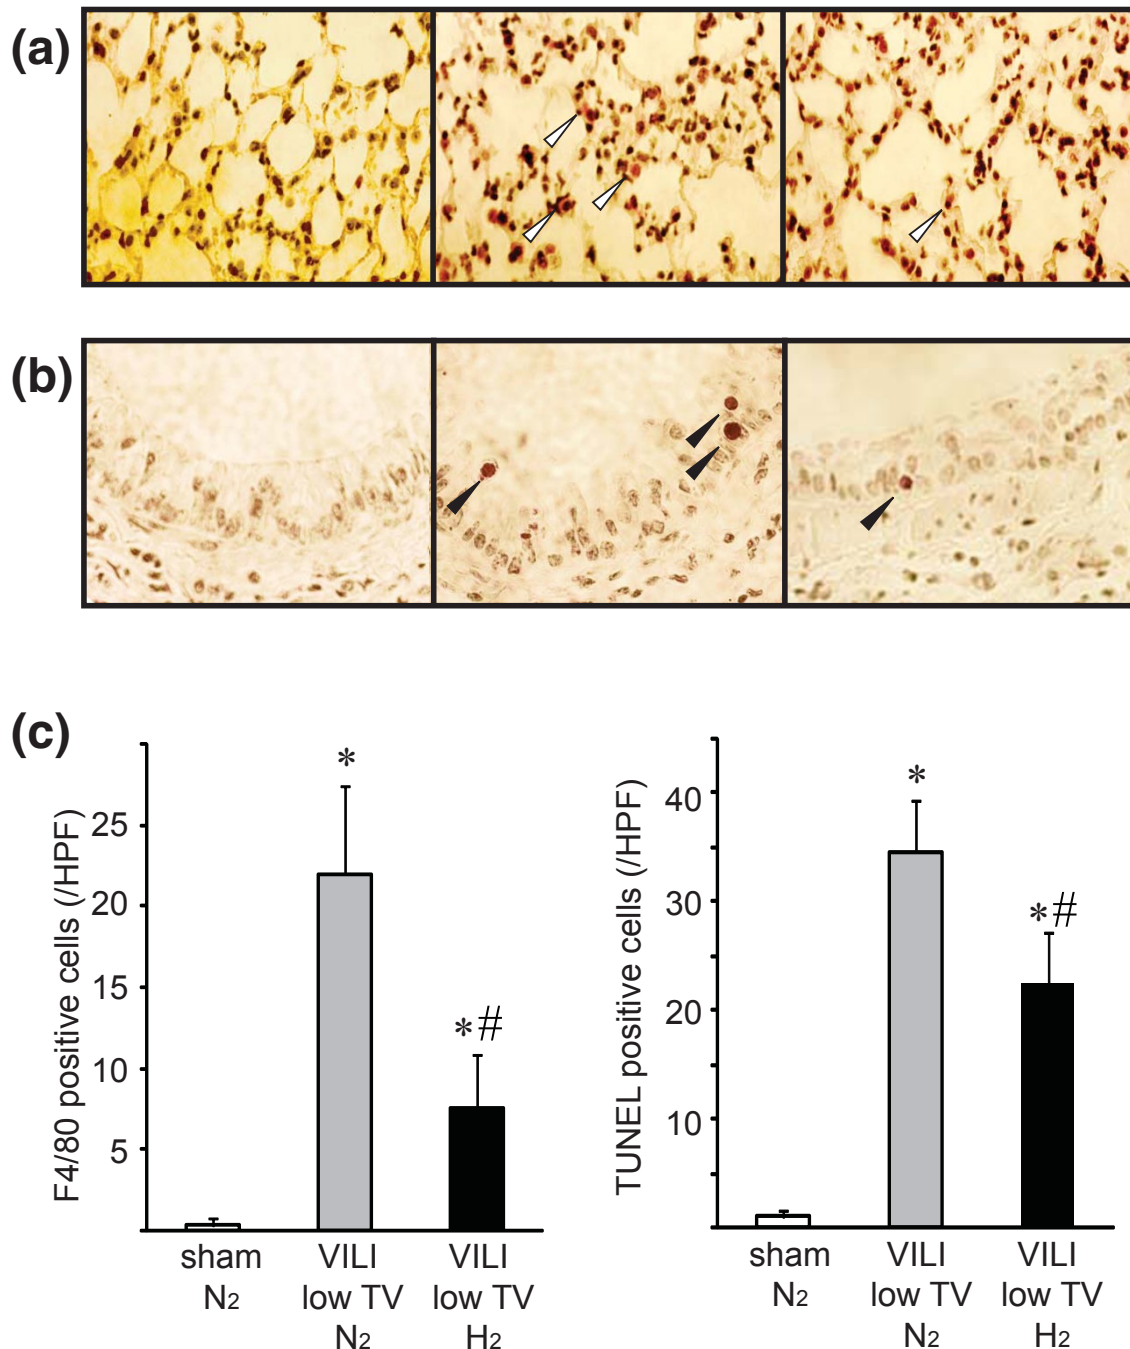 (a)
(b)
(c)
F4/80 positive cells (/HPF)
25
20
15
10
5
*
*#
sham
N2
VILI
low TV
N2
VILI
low TV
H2
TUNEL positive cells (/HPF)
40
30
20
10
*
*#
sham
N2
VILI
low TV
N2
VILI
low TV
H2